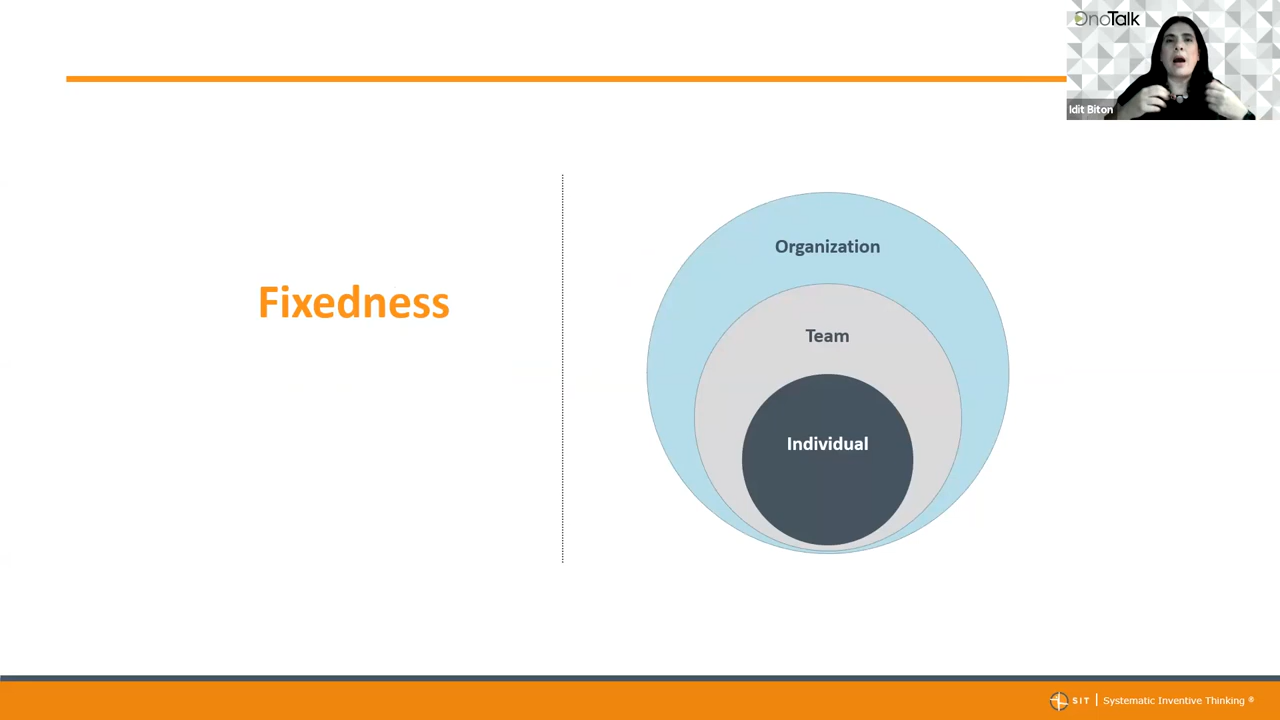 OnoTalk
Idit Biton
Fixedness
Organization
Team
Individual
SIT | Systematic Inventive Thinking ®